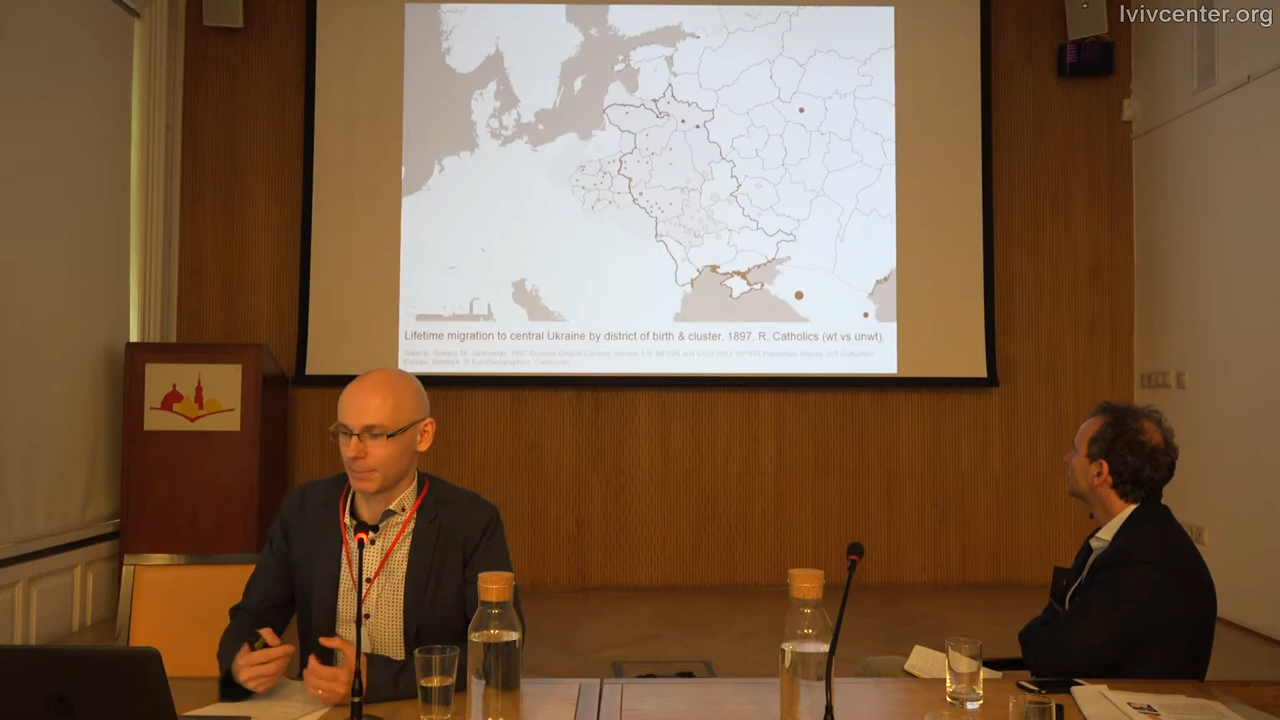 lvivcenter.org
Lifetime migration to central Ukraine by district of birth & cluster, 1897. R. Catholics (wt vs unwt).